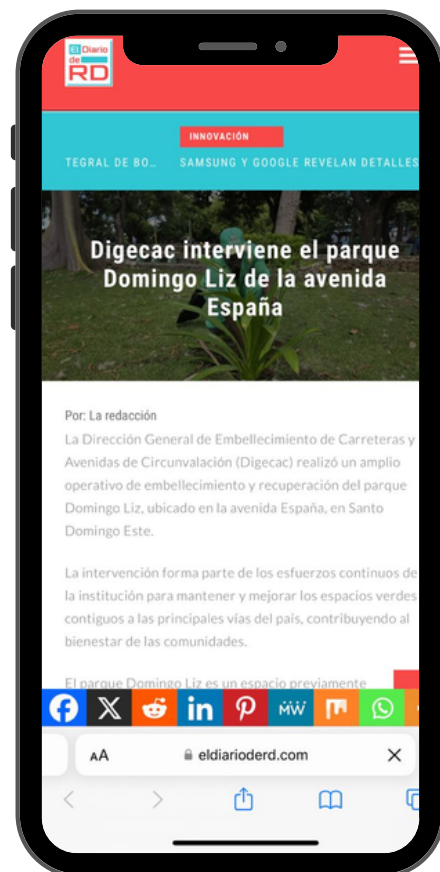 El Diario
de
RD
INNOVACIÓN
TEGRAL DE BO... SAMSUNG Y GOOGLE REVELAN DETALLES
Digecac interviene el parque
Domingo Liz de la avenida
España
Por: La redacción
La Dirección General de Embellecimiento de Carreteras y
Avenidas de Circunvalación (Digecac) realizó un amplio
operativo de embellecimiento y recuperación del parque
Domingo Liz, ubicado en la avenida España, en Santo
Domingo Este.
La intervención forma parte de los esfuerzos continuos de
la institución para mantener y mejorar los espacios verdes
contiguos a las principales vías del país, contribuyendo al
bienestar de las comunidades.
El parque Domingo Liz es un espacio previamente
in
MW
AA eldiarioderd.com